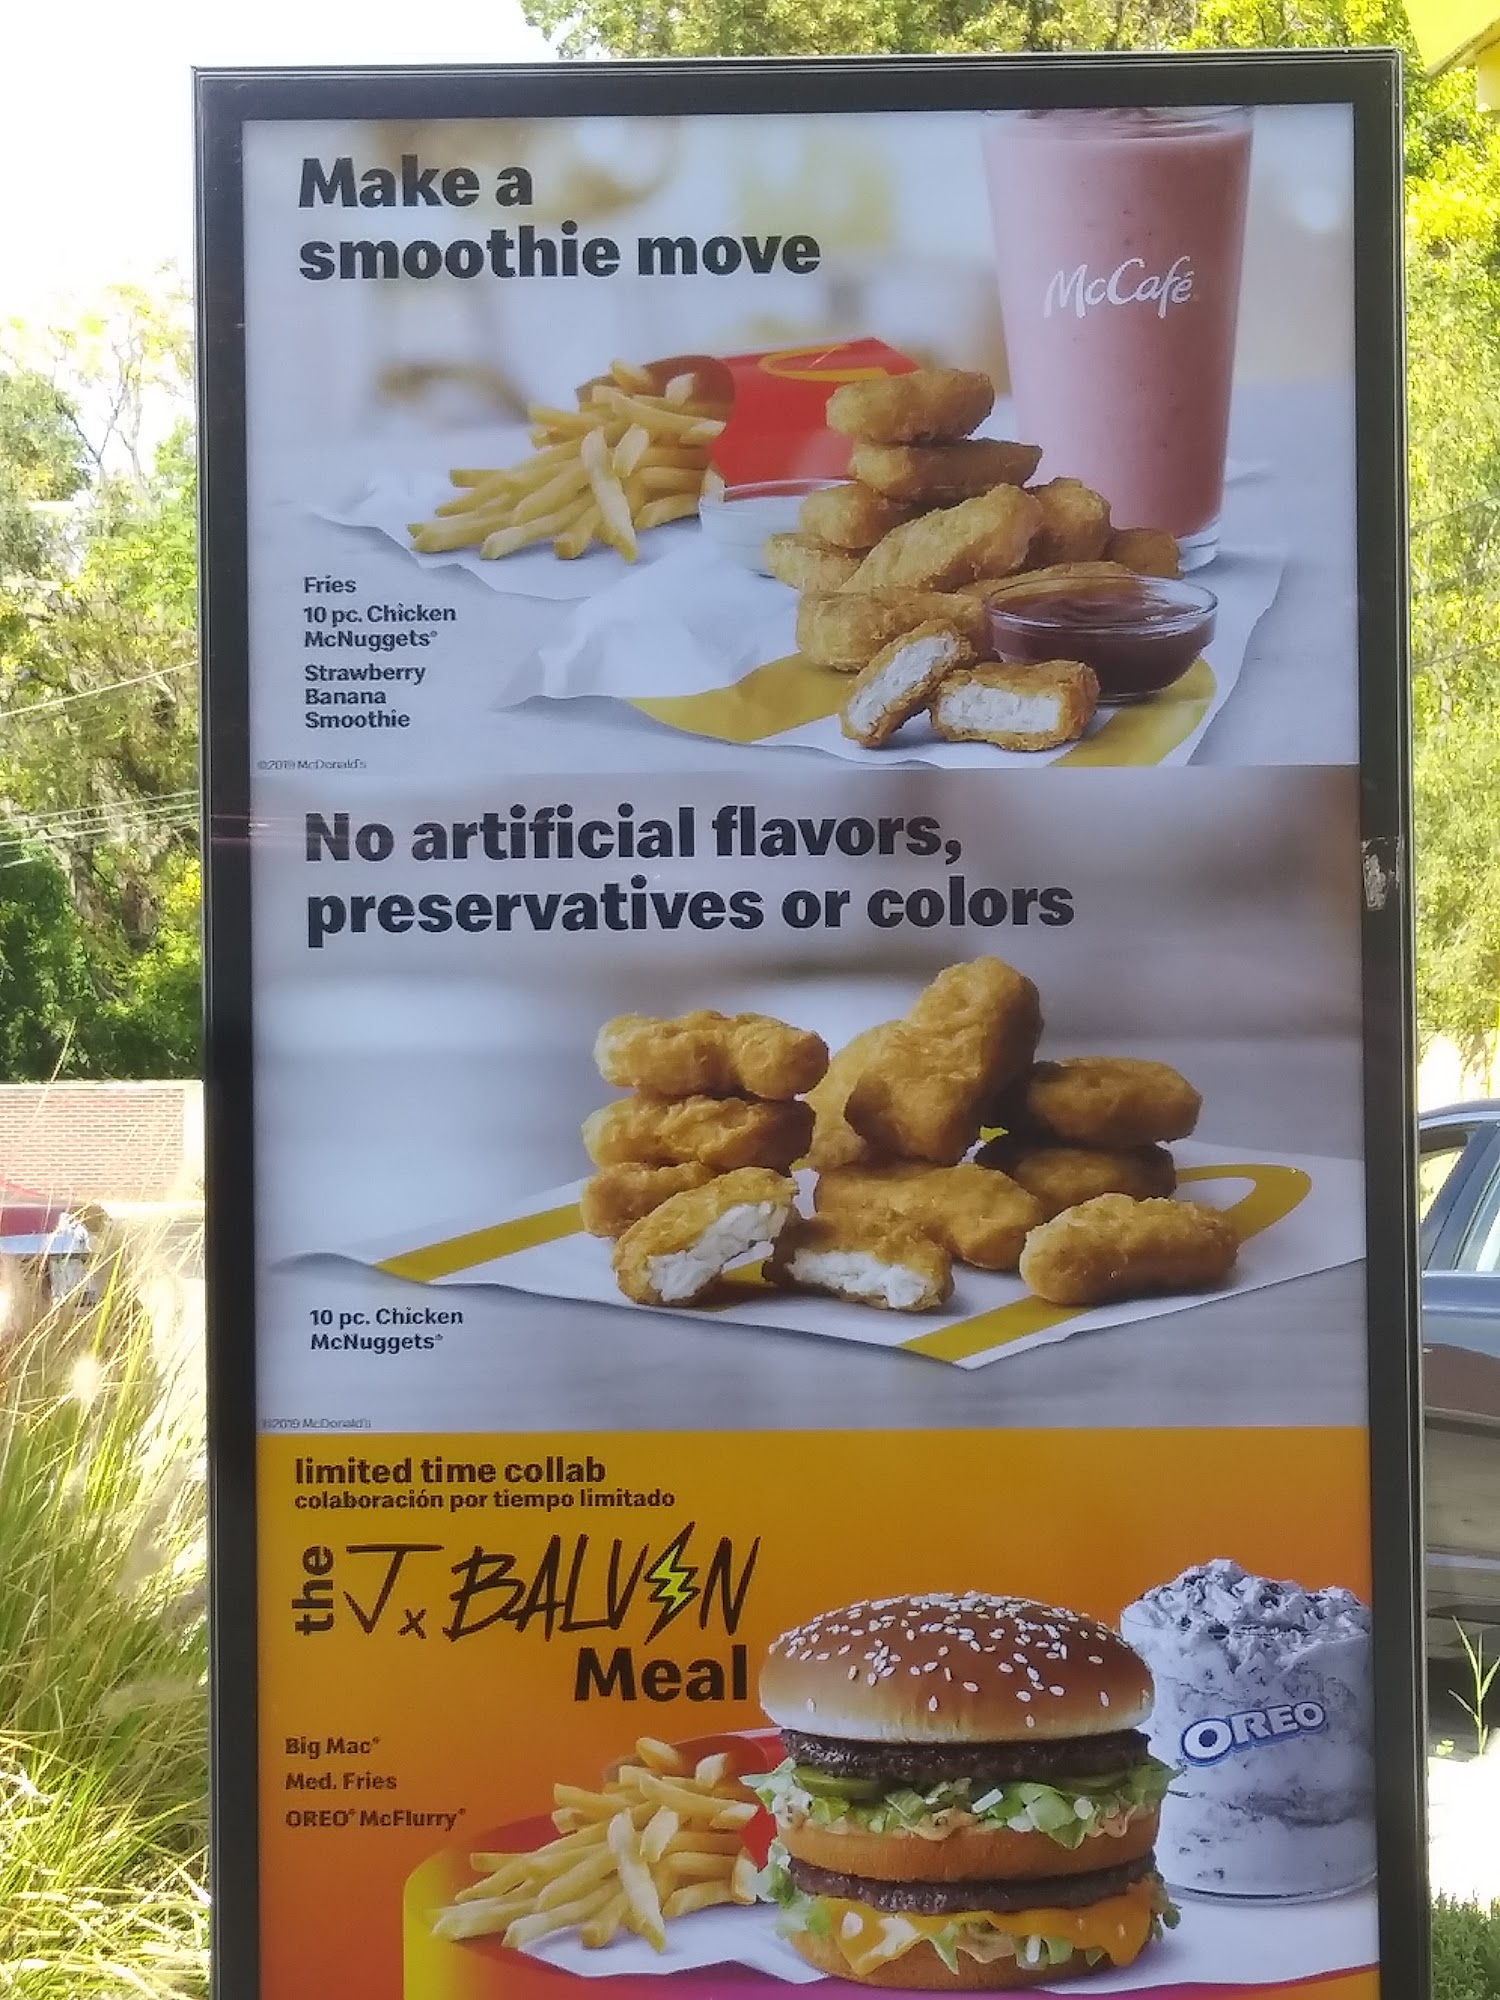 Make a
smoothie move
McCafé
Fries
10 pc. Chicken
McNuggets®
Strawberry
Banana
Smoothie
©2019 McDonald's
No artificial flavors,
preservatives or colors
10 pc. Chicken
McNuggets®
©2019 McDonald's
limited time collab
colaboración por tiempo limitado
the J x BALVIN
Meal
Big Mac®
Med. Fries
OREO® McFlurry®
OREO